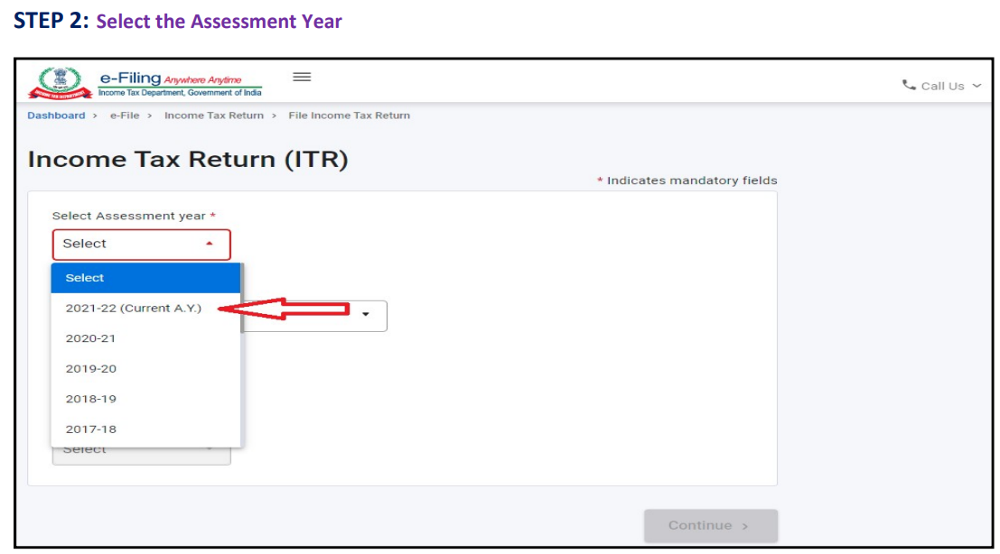 STEP 2: Select the Assessment Year
e-Filing Anywhere Anytime
Income Tax Department, Government of India
Call Us
Dashboard > e-File > Income Tax Return > File Income Tax Return
Income Tax Return (ITR)
* Indicates mandatory fields
Select Assessment year *
Select
Select
2021-22 (Current A.Y.)
2020-21
2019-20
2018-19
2017-18
Select
Continue >